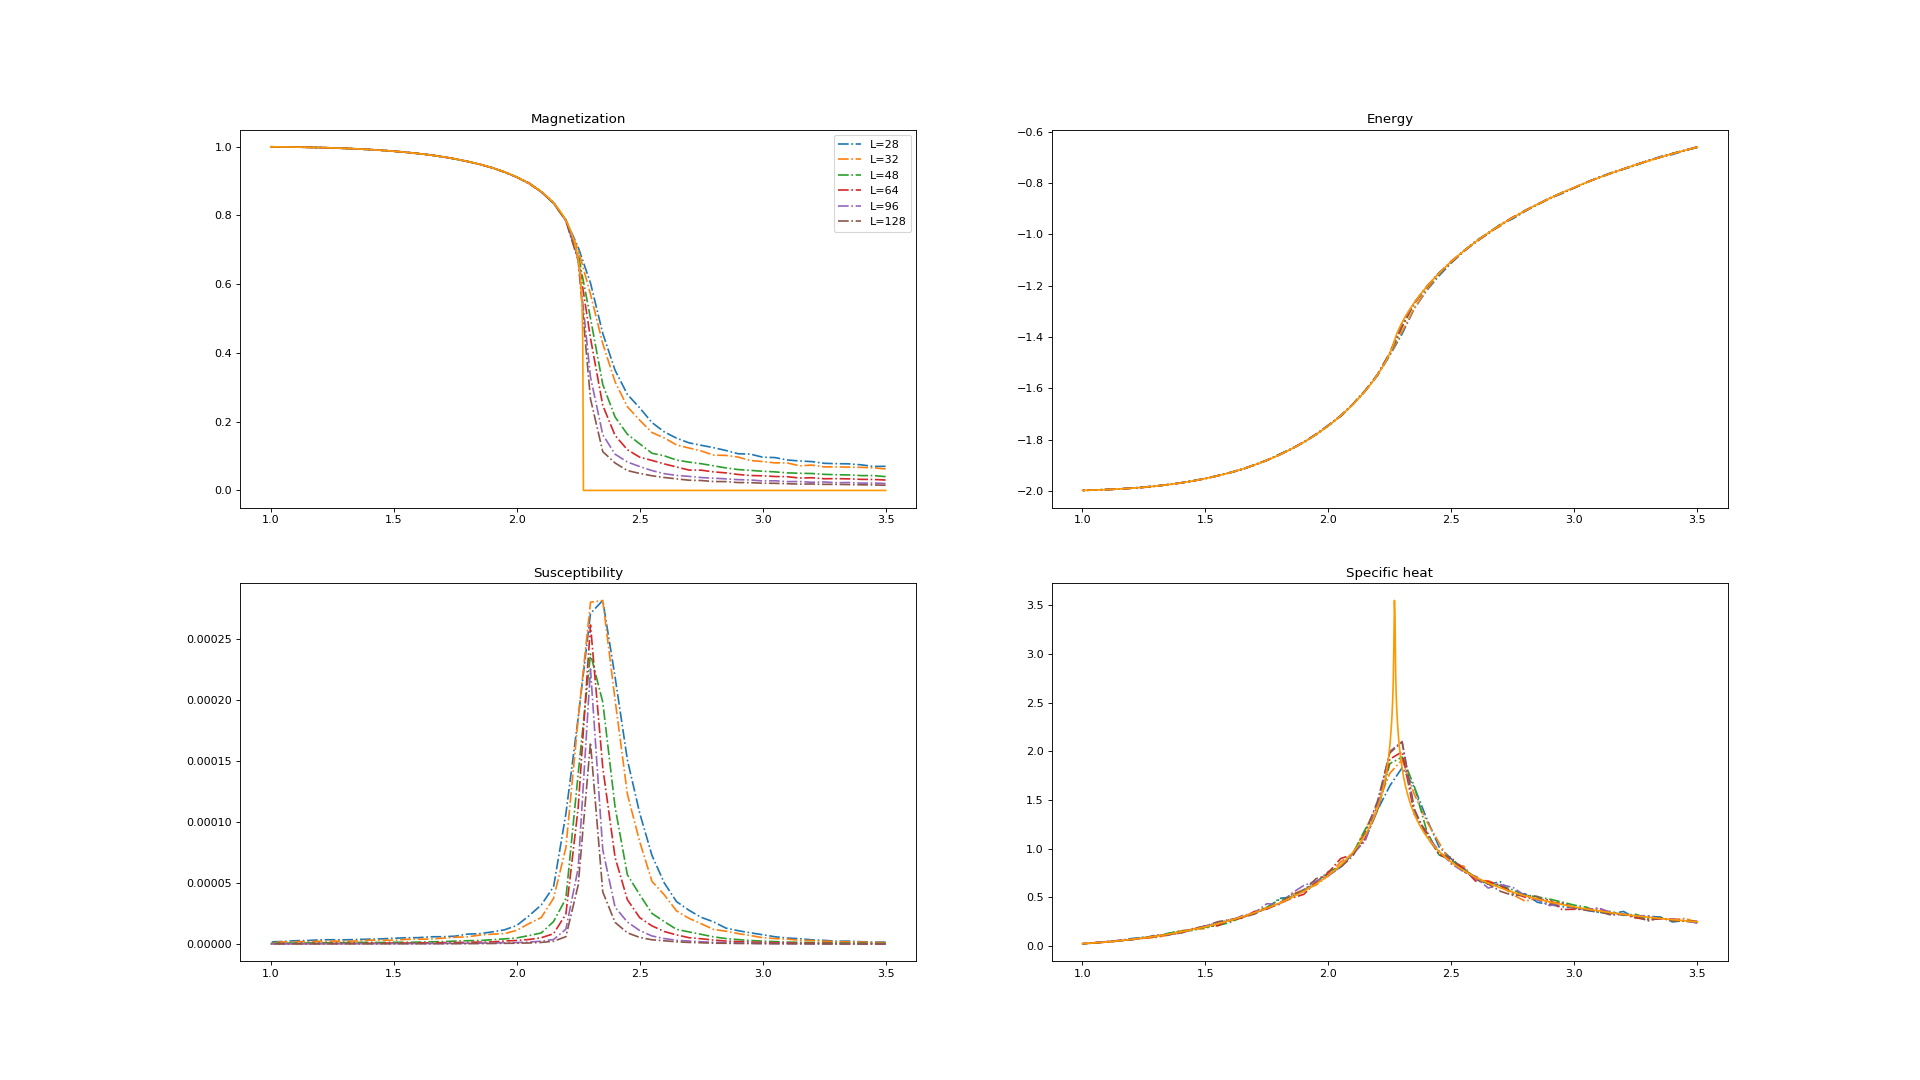 Magnetization
1.0
0.8
0.6
0.4
0.2
0.0
1.0 1.5 2.0 2.5 3.0 3.5
L=28
L=32
L=48
L=64
L=96
L=128
Energy
−0.6
−0.8
−1.0
−1.2
−1.4
−1.6
−1.8
−2.0
1.0 1.5 2.0 2.5 3.0 3.5
Susceptibility
0.00025
0.00020
0.00015
0.00010
0.00005
0.00000
1.0 1.5 2.0 2.5 3.0 3.5
Specific heat
3.5
3.0
2.5
2.0
1.5
1.0
0.5
0.0
1.0 1.5 2.0 2.5 3.0 3.5